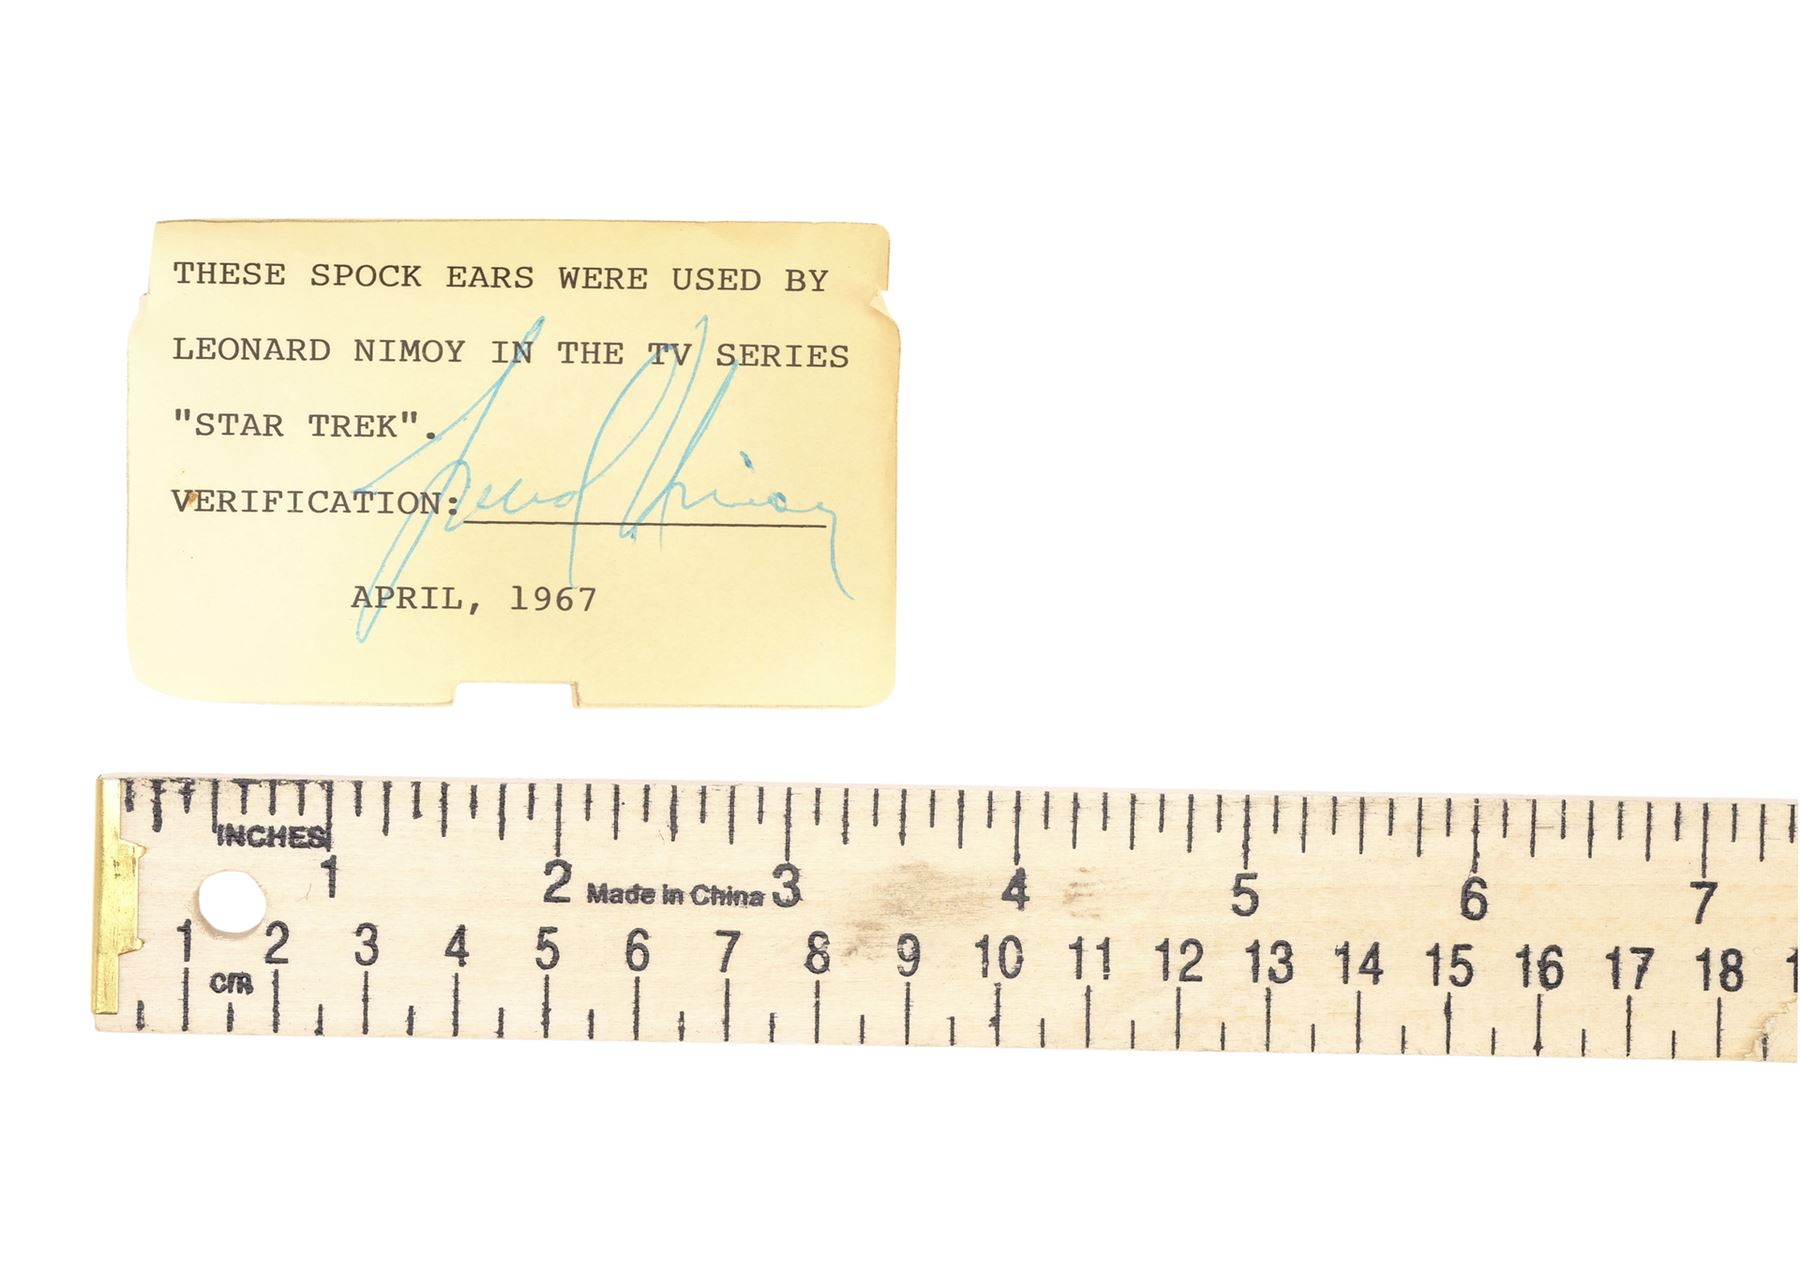 THESE SPOCK EARS WERE USED BY
LEONARD NIMOY IN THE TV SERIES
"STAR TREK".
VERIFICATION: Leonard Nimoy
APRIL, 1967
INCHES
1 2 Made in China 3 4 5 6 7
1 2 3 4 5 6 7 8 9 10 11 12 13 14 15 16 17 18
cm